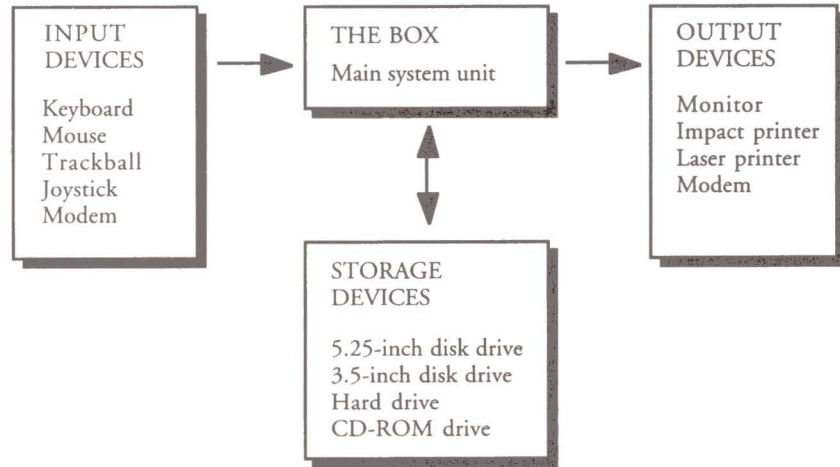 INPUT
DEVICES
Keyboard
Mouse
Trackball
Joystick
Modem
THE BOX
Main system unit
OUTPUT
DEVICES
Monitor
Impact printer
Laser printer
Modem
STORAGE
DEVICES
5.25-inch disk drive
3.5-inch disk drive
Hard drive
CD-ROM drive